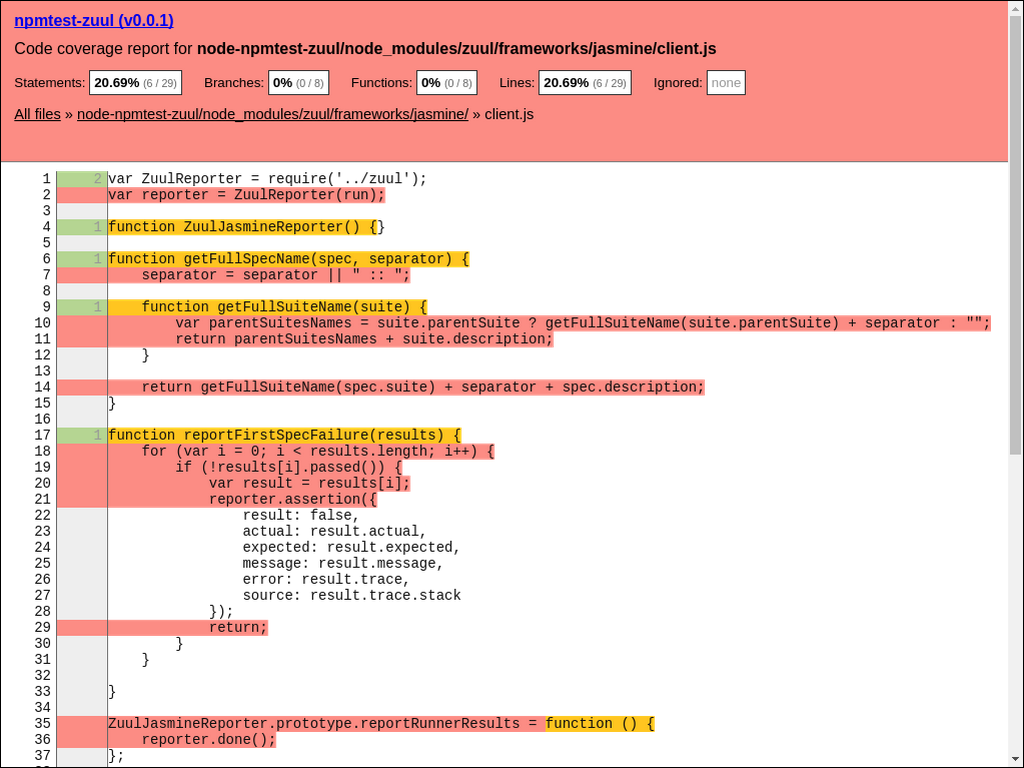 npmtest-zuul (v0.0.1)
Code coverage report for node-npmtest-zuul/node_modules/zuul/frameworks/jasmine/client.js
Statements: 20.69% (6 / 29) Branches: 0% (0 / 8) Functions: 0% (0 / 8) Lines: 20.69% (6 / 29) Ignored: none
All files » node-npmtest-zuul/node_modules/zuul/frameworks/jasmine/ » client.js
1 2 var ZuulReporter = require('../zuul');
2 var reporter = ZuulReporter(run);
3
4 1 function ZuulJasmineReporter() {}
5
6 1 function getFullSpecName(spec, separator) {
7     separator = separator || " :: ";
8
9 1     function getFullSuiteName(suite) {
10         var parentSuitesNames = suite.parentSuite ? getFullSuiteName(suite.parentSuite) + separator : "";
11         return parentSuitesNames + suite.description;
12     }
13
14     return getFullSuiteName(spec.suite) + separator + spec.description;
15 }
16
17 1 function reportFirstSpecFailure(results) {
18     for (var i = 0; i < results.length; i++) {
19         if (!results[i].passed()) {
20             var result = results[i];
21             reporter.assertion({
22                 result: false,
23                 actual: result.actual,
24                 expected: result.expected,
25                 message: result.message,
26                 error: result.trace,
27                 source: result.trace.stack
28             });
29             return;
30         }
31     }
32
33 }
34
35 ZuulJasmineReporter.prototype.reportRunnerResults = function () {
36     reporter.done();
37 };